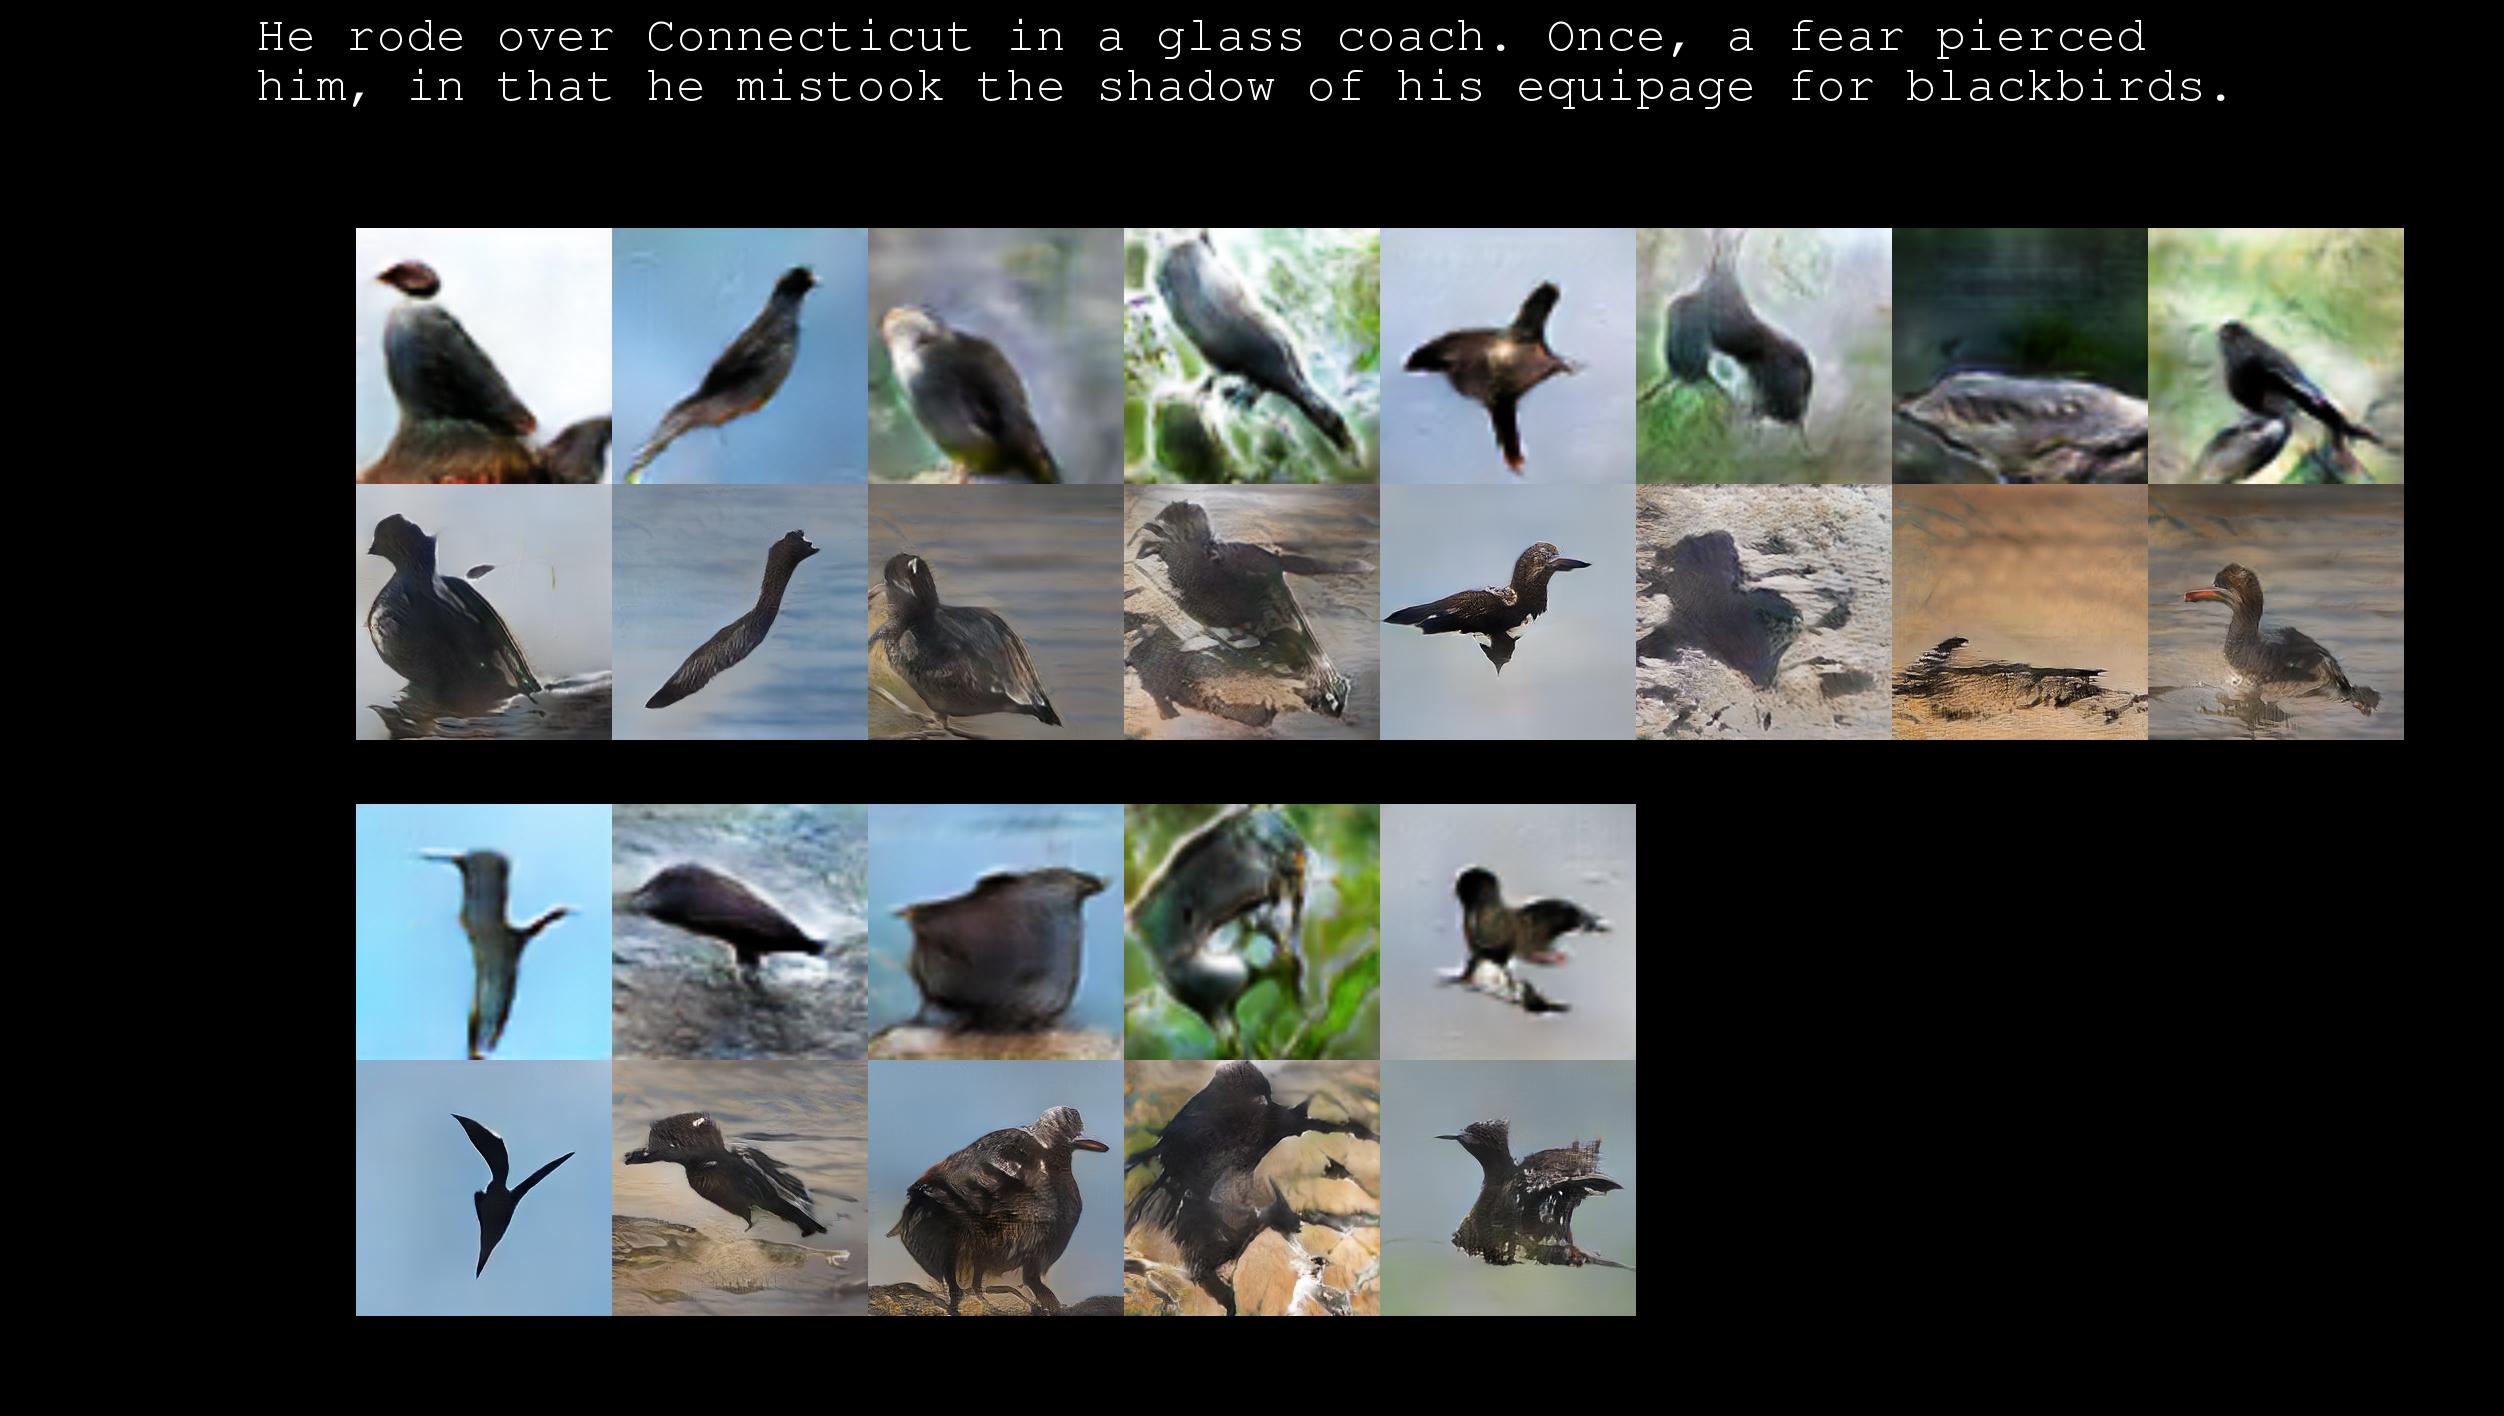 He rode over Connecticut in a glass coach. Once, a fear pierced
him, in that he mistook the shadow of his equipage for blackbirds.